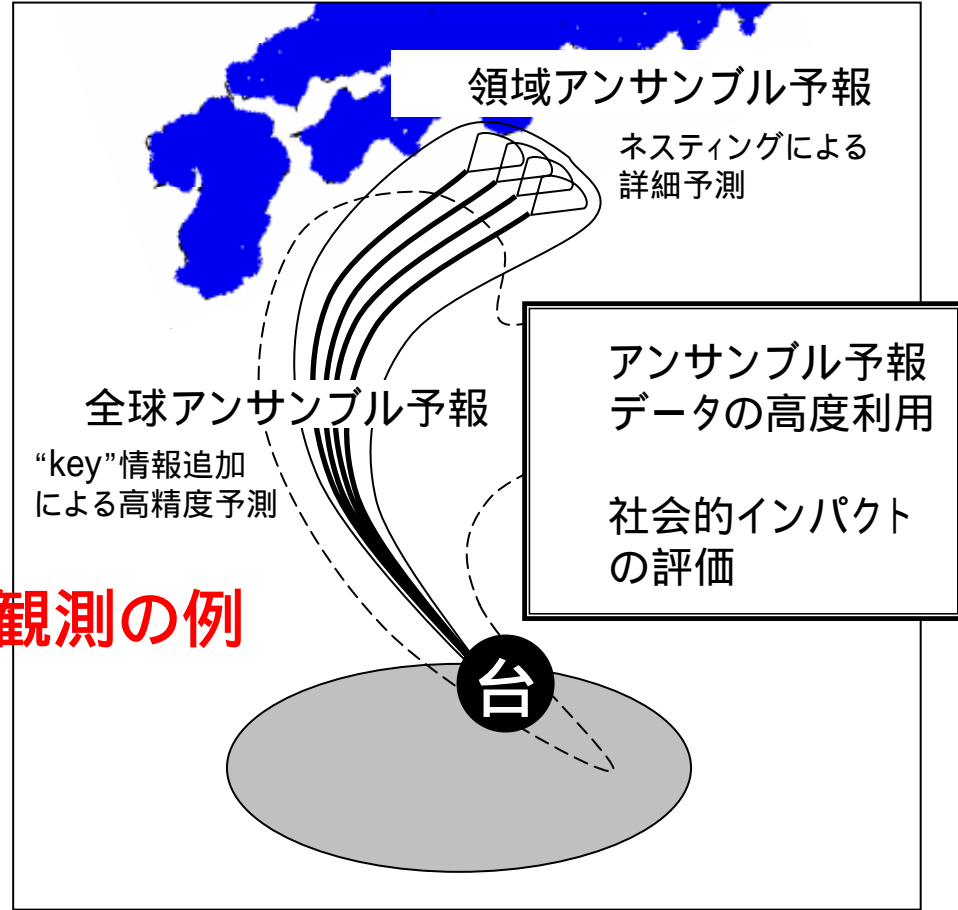 領域アンサンブル予報
ネスティングによる
詳細予測
アンサンブル予報
データの高度利用
社会的インパクト
の評価
全球アンサンブル予報
“key”情報追加
による高精度予測
観測の例
台